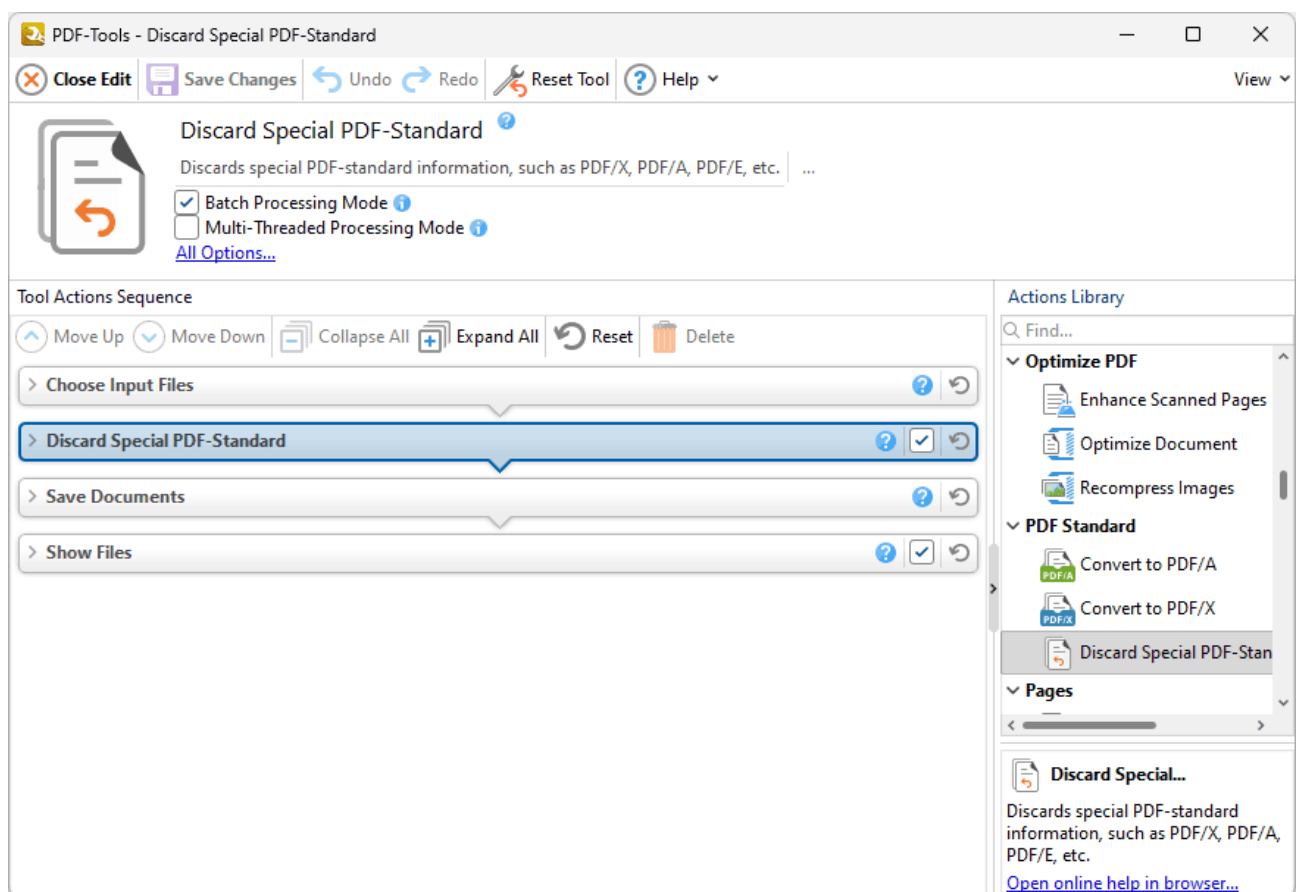 PDF-Tools - Discard Special PDF-Standard
Close Edit Save Changes Undo Redo Reset Tool ? Help View
Discard Special PDF-Standard ?
Discards special PDF-standard information, such as PDF/X, PDF/A, PDF/E, etc. ...
Batch Processing Mode i
Multi-Threaded Processing Mode i
All Options...
Tool Actions Sequence
Move Up Move Down Collapse All Expand All Reset Delete
Choose Input Files ?
Discard Special PDF-Standard ?
Save Documents ?
Show Files ?
Actions Library
Find...
Optimize PDF
Enhance Scanned Pages
Optimize Document
Recompress Images
PDF Standard
PDF/A Convert to PDF/A
PDF/X Convert to PDF/X
Discard Special PDF-Stan
Pages
Discard Special...
Discards special PDF-standard
information, such as PDF/X, PDF/A,
PDF/E, etc.
Open online help in browser...